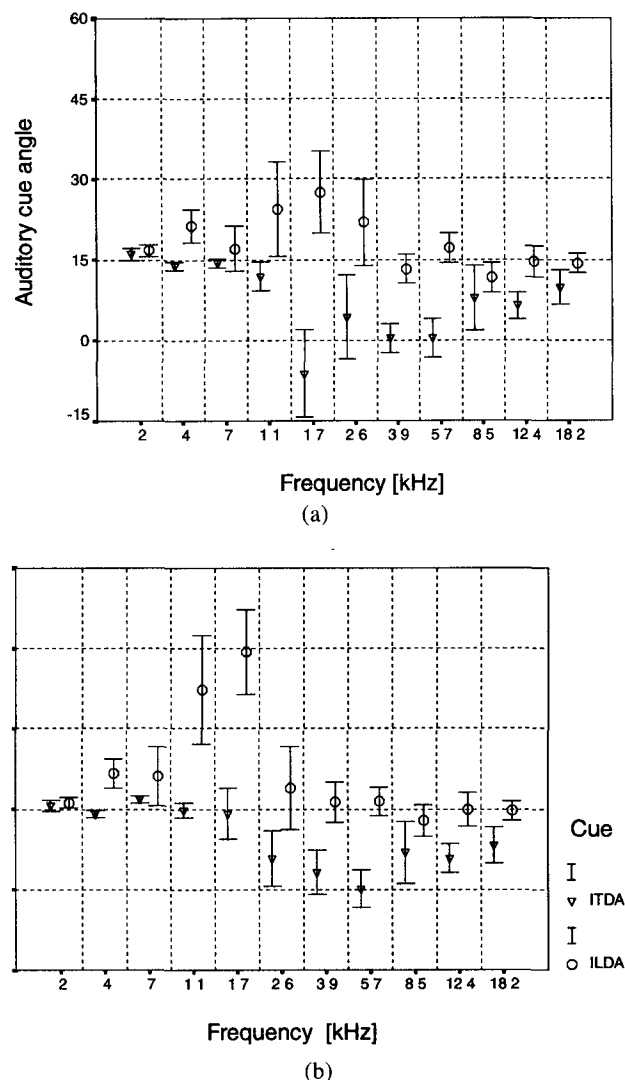 60
45
30
15
0
-15
Auditory cue angle
2 4 7 11 17 26 39 57 85 124 182
Frequency [kHz]
(a)
2 4 7 11 17 26 39 57 85 124 182
Frequency [kHz]
(b)
Cue
ITDA
ILDA